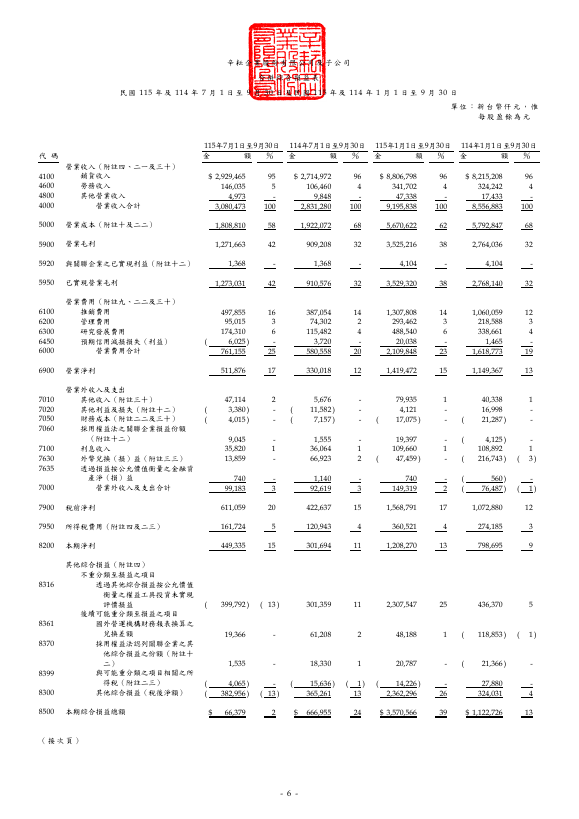 辛耘企業股份有限公司及子公司
民國 115 年及 114 年 7 月 1 日至 9 月 30 日以及民國 115 年及 114 年 1 月 1 日至 9 月 30 日
單位：新台幣仟元，惟
每股盈餘為元
115年7月1日至9月30日 114年7月1日至9月30日 115年1月1日至9月30日 114年1月1日至9月30日
代 碼 金 額 % 金 額 % 金 額 % 金 額 %
營業收入（附註四、二一及三十）
4100 銷貨收入 $ 2,929,465 95 $ 2,714,972 96 $ 8,806,798 96 $ 8,215,208 96
4600 勞務收入 146,035 5 106,460 4 341,702 4 324,242 4
4800 其他營業收入 4,973 - 9,848 - 47,338 - 17,433 -
4000 營業收入合計 3,080,473 100 2,831,280 100 9,195,838 100 8,556,883 100
5000 營業成本（附註十及二二） 1,808,810 58 1,922,072 68 5,670,622 62 5,792,847 68
5900 營業毛利 1,271,663 42 909,208 32 3,525,216 38 2,764,036 32
5920 與關聯企業之已實現利益（附註十二） 1,368 - 1,368 - 4,104 - 4,104 -
5950 已實現營業毛利 1,273,031 42 910,576 32 3,529,320 38 2,768,140 32
營業費用（附註九、二二及三十）
6100 推銷費用 497,855 16 387,054 14 1,307,808 14 1,060,059 12
6200 管理費用 95,015 3 74,302 2 293,462 3 218,588 3
6300 研究發展費用 174,310 6 115,482 4 488,540 6 338,661 4
6450 預期信用減損損失（利益） ( 6,025 ) - 3,720 - 20,038 - 1,465 -
6000 營業費用合計 761,155 25 580,558 20 2,109,848 23 1,618,773 19
6900 營業淨利 511,876 17 330,018 12 1,419,472 15 1,149,367 13
營業外收入及支出
7010 其他收入（附註三十） 47,114 2 5,676 - 79,935 1 40,338 1
7020 其他利益及損失（附註十二） ( 3,380 ) - ( 11,582 ) - 4,121 - 16,998 -
7050 財務成本（附註二二及三十） ( 4,015 ) - ( 7,157 ) - ( 17,075 ) - ( 21,287 ) -
7060 採用權益法之關聯企業損益份額
（附註十二） 9,045 - 1,555 - 19,397 - ( 4,125 ) -
7100 利息收入 35,820 1 36,064 1 109,660 1 108,892 1
7630 外幣兌換（損）益（附註三三） 13,859 - 66,923 2 ( 47,459 ) - ( 216,743 ) ( 3 )
7635 透過損益按公允價值衡量之金融資
產淨（損）益 740 - 1,140 - 740 - ( 560 ) -
7000 營業外收入及支出合計 99,183 3 92,619 3 149,319 2 ( 76,487 ) ( 1 )
7900 稅前淨利 611,059 20 422,637 15 1,568,791 17 1,072,880 12
7950 所得稅費用（附註四及二三） 161,724 5 120,943 4 360,521 4 274,185 3
8200 本期淨利 449,335 15 301,694 11 1,208,270 13 798,695 9
其他綜合損益（附註四）
不重分類至損益之項目
8316 透過其他綜合損益按公允價值
衡量之權益工具投資未實現
評價損益 ( 399,792 ) ( 13 ) 301,359 11 2,307,547 25 436,370 5
後續可能重分類至損益之項目
8361 國外營運機構財務報表換算之
兌換差額 19,366 - 61,208 2 48,188 1 ( 118,853 ) ( 1 )
8370 採用權益法認列關聯企業之其
他綜合損益之份額（附註十
二） 1,535 - 18,330 1 20,787 - ( 21,366 ) -
8399 與可能重分類之項目相關之所
得稅（附註二三） ( 4,065 ) - ( 15,636 ) ( 1 ) ( 14,226 ) - 27,880 -
8300 其他綜合損益（稅後淨額） ( 382,956 ) ( 13 ) 365,261 13 2,362,296 26 324,031 4
8500 本期綜合損益總額 $ 66,379 2 $ 666,955 24 $ 3,570,566 39 $ 1,122,726 13
（接次頁）
- 6 -